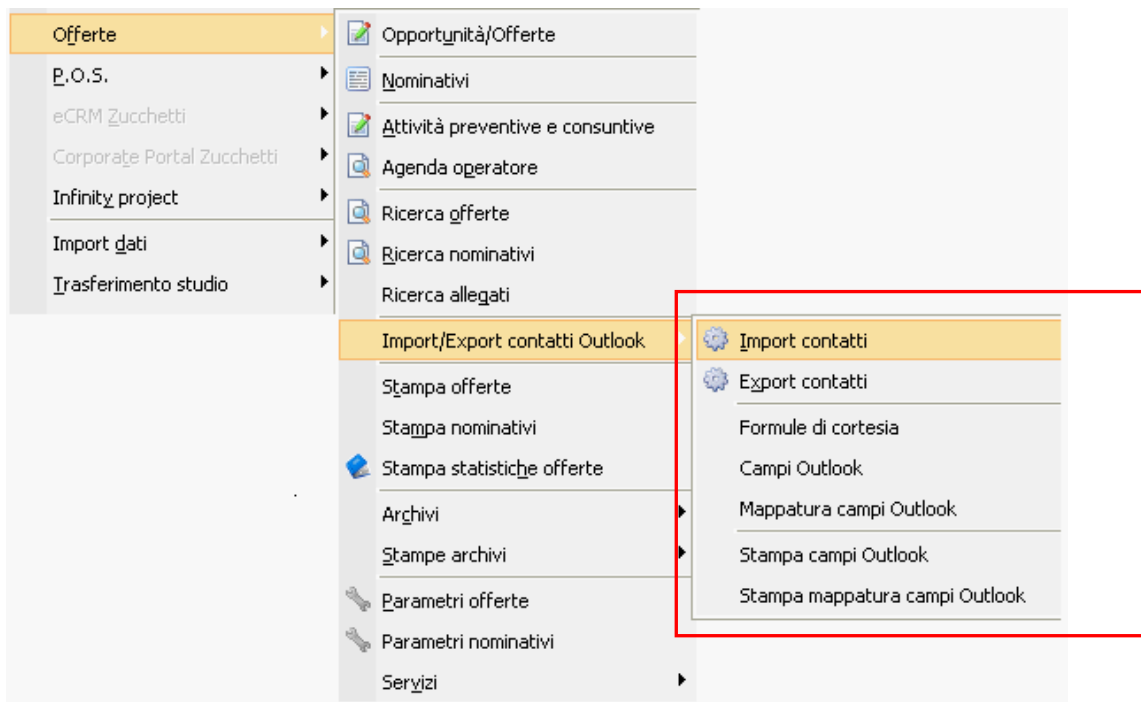 Offerte
P.O.S.
eCRM Zucchetti
Corporate Portal Zucchetti
Infinity project
Import dati
Trasferimento studio
Opportunità/Offerte
Nominativi
Attività preventive e consuntive
Agenda operatore
Ricerca offerte
Ricerca nominativi
Ricerca allegati
Import/Export contatti Outlook
Stampa offerte
Stampa nominativi
Stampa statistiche offerte
Archivi
Stampe archivi
Parametri offerte
Parametri nominativi
Servizi
Import contatti
Export contatti
Formule di cortesia
Campi Outlook
Mappatura campi Outlook
Stampa campi Outlook
Stampa mappatura campi Outlook